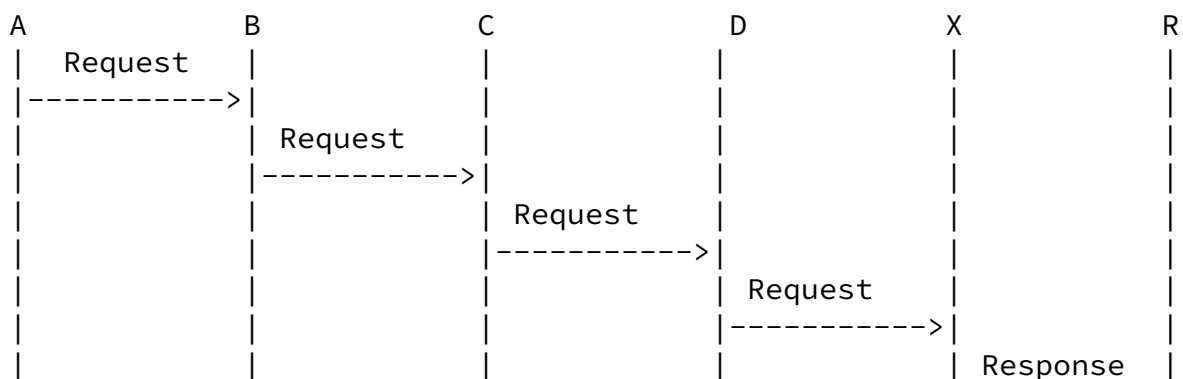 A B C D X R
Request
Request
Request
Request
Response